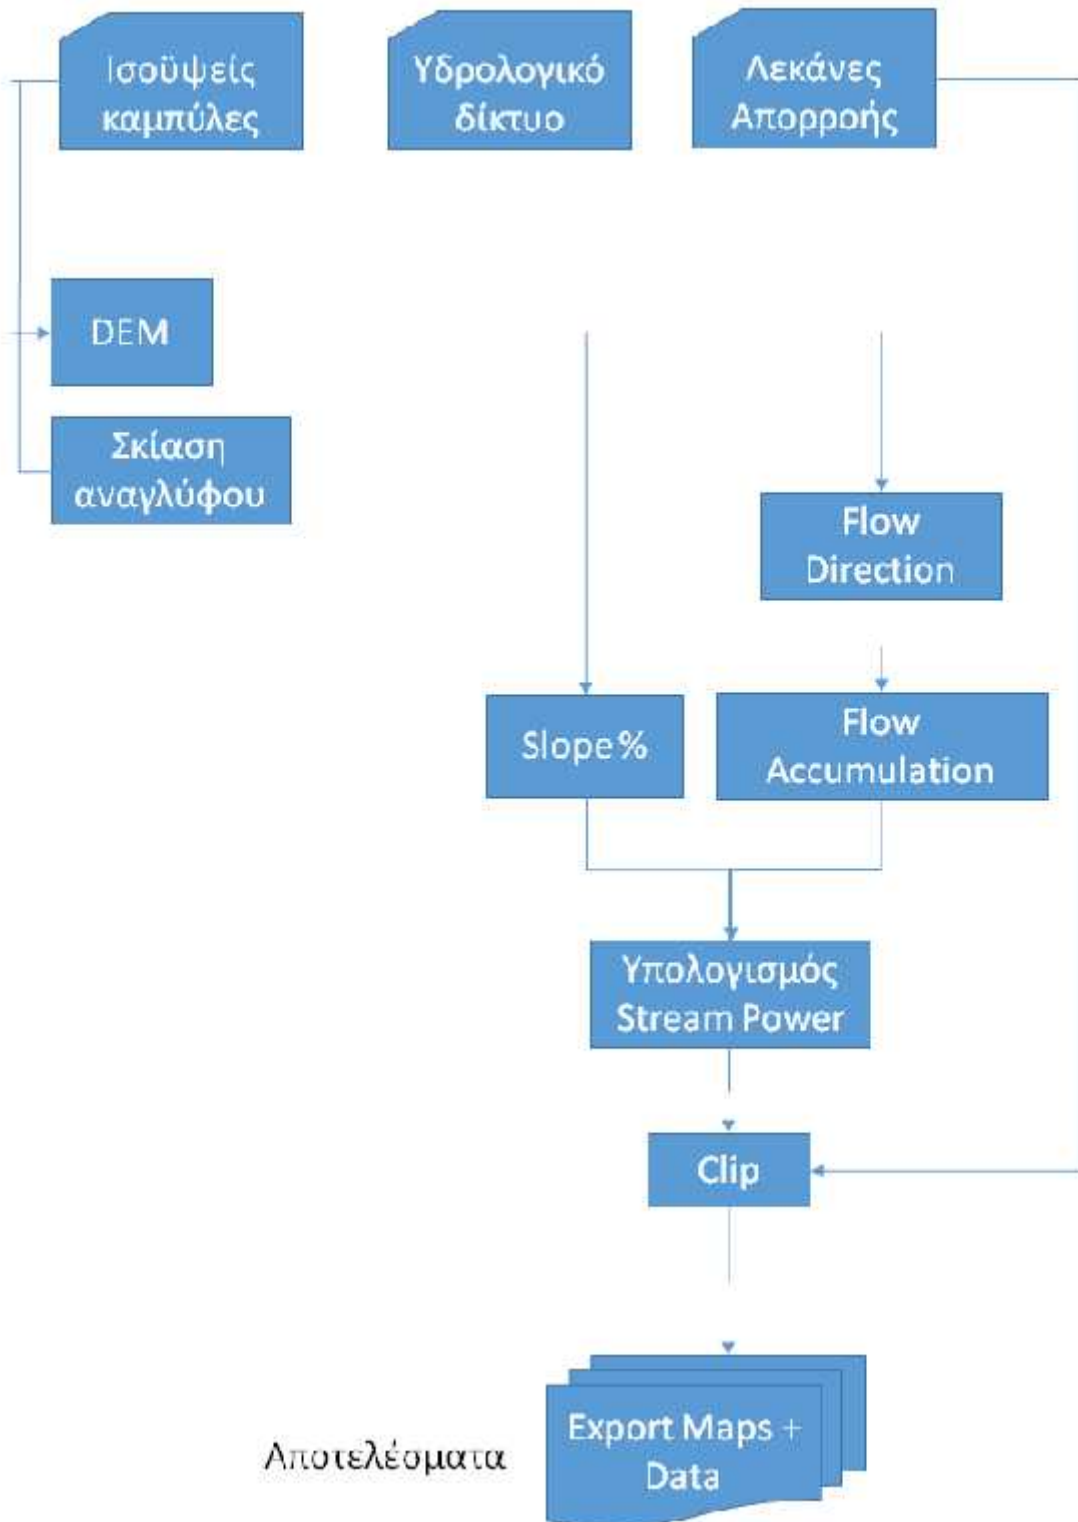 Ισοϋψείς
καμπύλες
Υδρολογικό
δίκτυο
Λεκάνες
Απορροής
DEM
Σκίαση
αναγλύφου
Flow
Direction
Slope %
Flow
Accumulation
Υπολογισμός
Stream Power
Clip
Αποτελέσματα
Export Maps +
Data